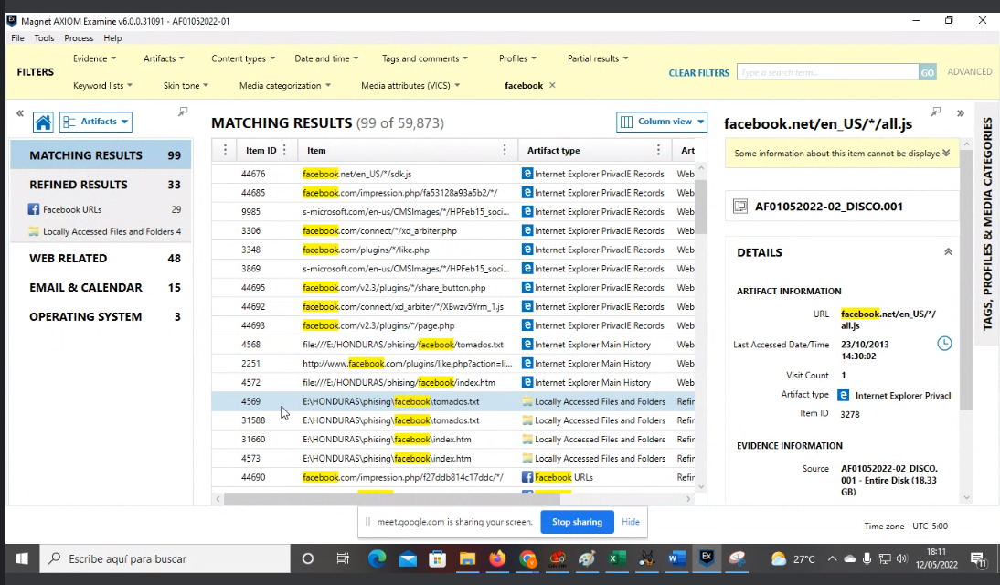 Magnet AXIOM Examine v6.0.0.31091 - AF01052022-01
File Tools Process Help
FILTERS
Evidence Artifacts Content types Date and time Tags and comments Profiles Partial results
Keyword lists Skin tone Media categorization Media attributes (VICS) facebook
CLEAR FILTERS Type a search term... GO ADVANCED
Artifacts
MATCHING RESULTS 99
REFINED RESULTS 33
Facebook URLs 29
Locally Accessed Files and Folders 4
WEB RELATED 48
EMAIL & CALENDAR 15
OPERATING SYSTEM 3
MATCHING RESULTS (99 of 59,873) Column view
Item ID Item Artifact type Art
44676 facebook.net/en_US/*/sdk.js Internet Explorer PrivacIE Records Web
44685 facebook.com/impression.php/fa53128a93a5b2/*/ Internet Explorer PrivacIE Records Web
9985 s-microsoft.com/en-us/CMSImages/*/HPFeb15_soci... Internet Explorer PrivacIE Records Web
3306 facebook.com/connect/*/xd_arbiter.php Internet Explorer PrivacIE Records Web
3348 facebook.com/plugins/*/like.php Internet Explorer PrivacIE Records Web
3869 s-microsoft.com/en-us/CMSImages/*/HPFeb15_soci... Internet Explorer PrivacIE Records Web
44695 facebook.com/v2.3/plugins/*/share_button.php Internet Explorer PrivacIE Records Web
44692 facebook.com/connect/xd_arbiter/*/XBwzv5Yrm_1.js Internet Explorer PrivacIE Records Web
44693 facebook.com/v2.3/plugins/*/page.php Internet Explorer PrivacIE Records Web
4568 file:///E:/HONDURAS/phising/facebook/tomados.txt Internet Explorer Main History Web
2251 http://www.facebook.com/plugins/like.php?action=li... Internet Explorer Main History Web
4572 file:///E:/HONDURAS/phising/facebook/index.htm Internet Explorer Main History Web
4569 E:\HONDURAS\phising\facebook\tomados.txt Locally Accessed Files and Folders Refir
31588 E:\HONDURAS\phising\facebook\tomados.txt Locally Accessed Files and Folders Refir
31660 E:\HONDURAS\phising\facebook\index.htm Locally Accessed Files and Folders Refir
4573 E:\HONDURAS\phising\facebook\index.htm Locally Accessed Files and Folders Refir
44690 facebook.com/impression.php/f27ddb814c17ddc/*/ Facebook URLs Refir
facebook.net/en_US/*/all.js
Some information about this item cannot be displaye
AF01052022-02_DISCO.001
DETAILS
ARTIFACT INFORMATION
URL facebook.net/en_US/*/
all.js
Last Accessed Date/Time 23/10/2013
14:30:02
Visit Count 1
Artifact type Internet Explorer PrivacI
Item ID 3278
EVIDENCE INFORMATION
Source AF01052022-02_DISCO.
001 - Entire Disk (18,33
GB)
TAGS, PROFILES & MEDIA CATEGORIES
meet.google.com is sharing your screen. Stop sharing Hide
Time zone UTC-5:00
Escribe aquí para buscar
27°C
18:11
12/05/2022
11